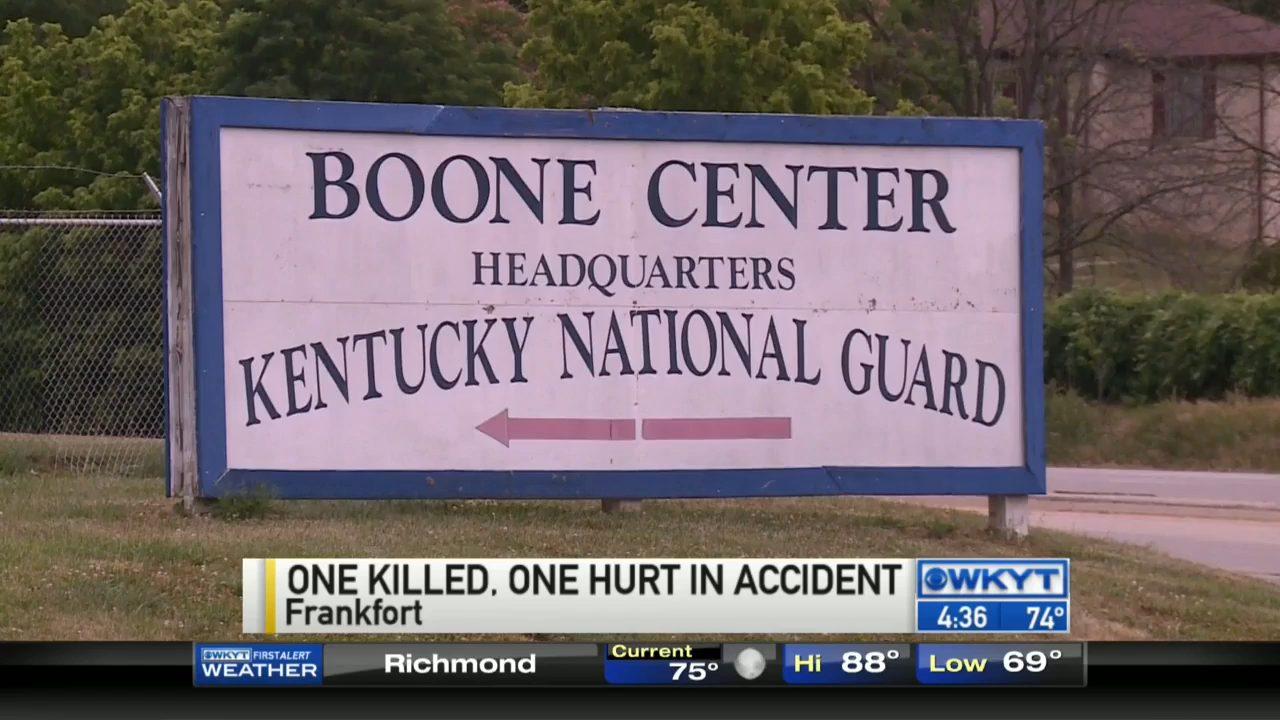 BOONE CENTER
HEADQUARTERS
KENTUCKY NATIONAL GUARD
ONE KILLED, ONE HURT IN ACCIDENT
Frankfort
WKYT
4:36 74°
WKYT FIRSTALERT
WEATHER
Richmond
Current
75°
Hi 88°
Low 69°